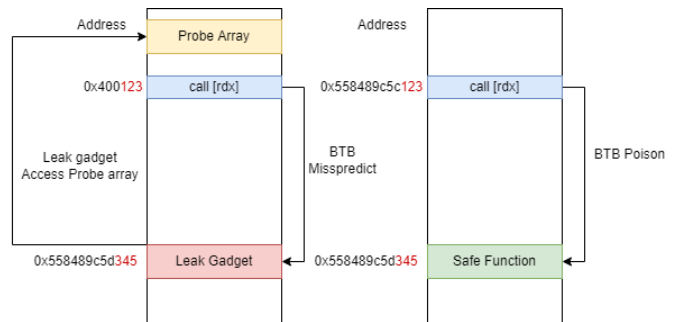 Address
Probe Array
Address
0x400123
call [rdx]
0x558489c5c123
call [rdx]
Leak gadget
Access Probe array
BTB
Misspredict
BTB Poison
0x558489c5d345
Leak Gadget
0x558489c5d345
Safe Function